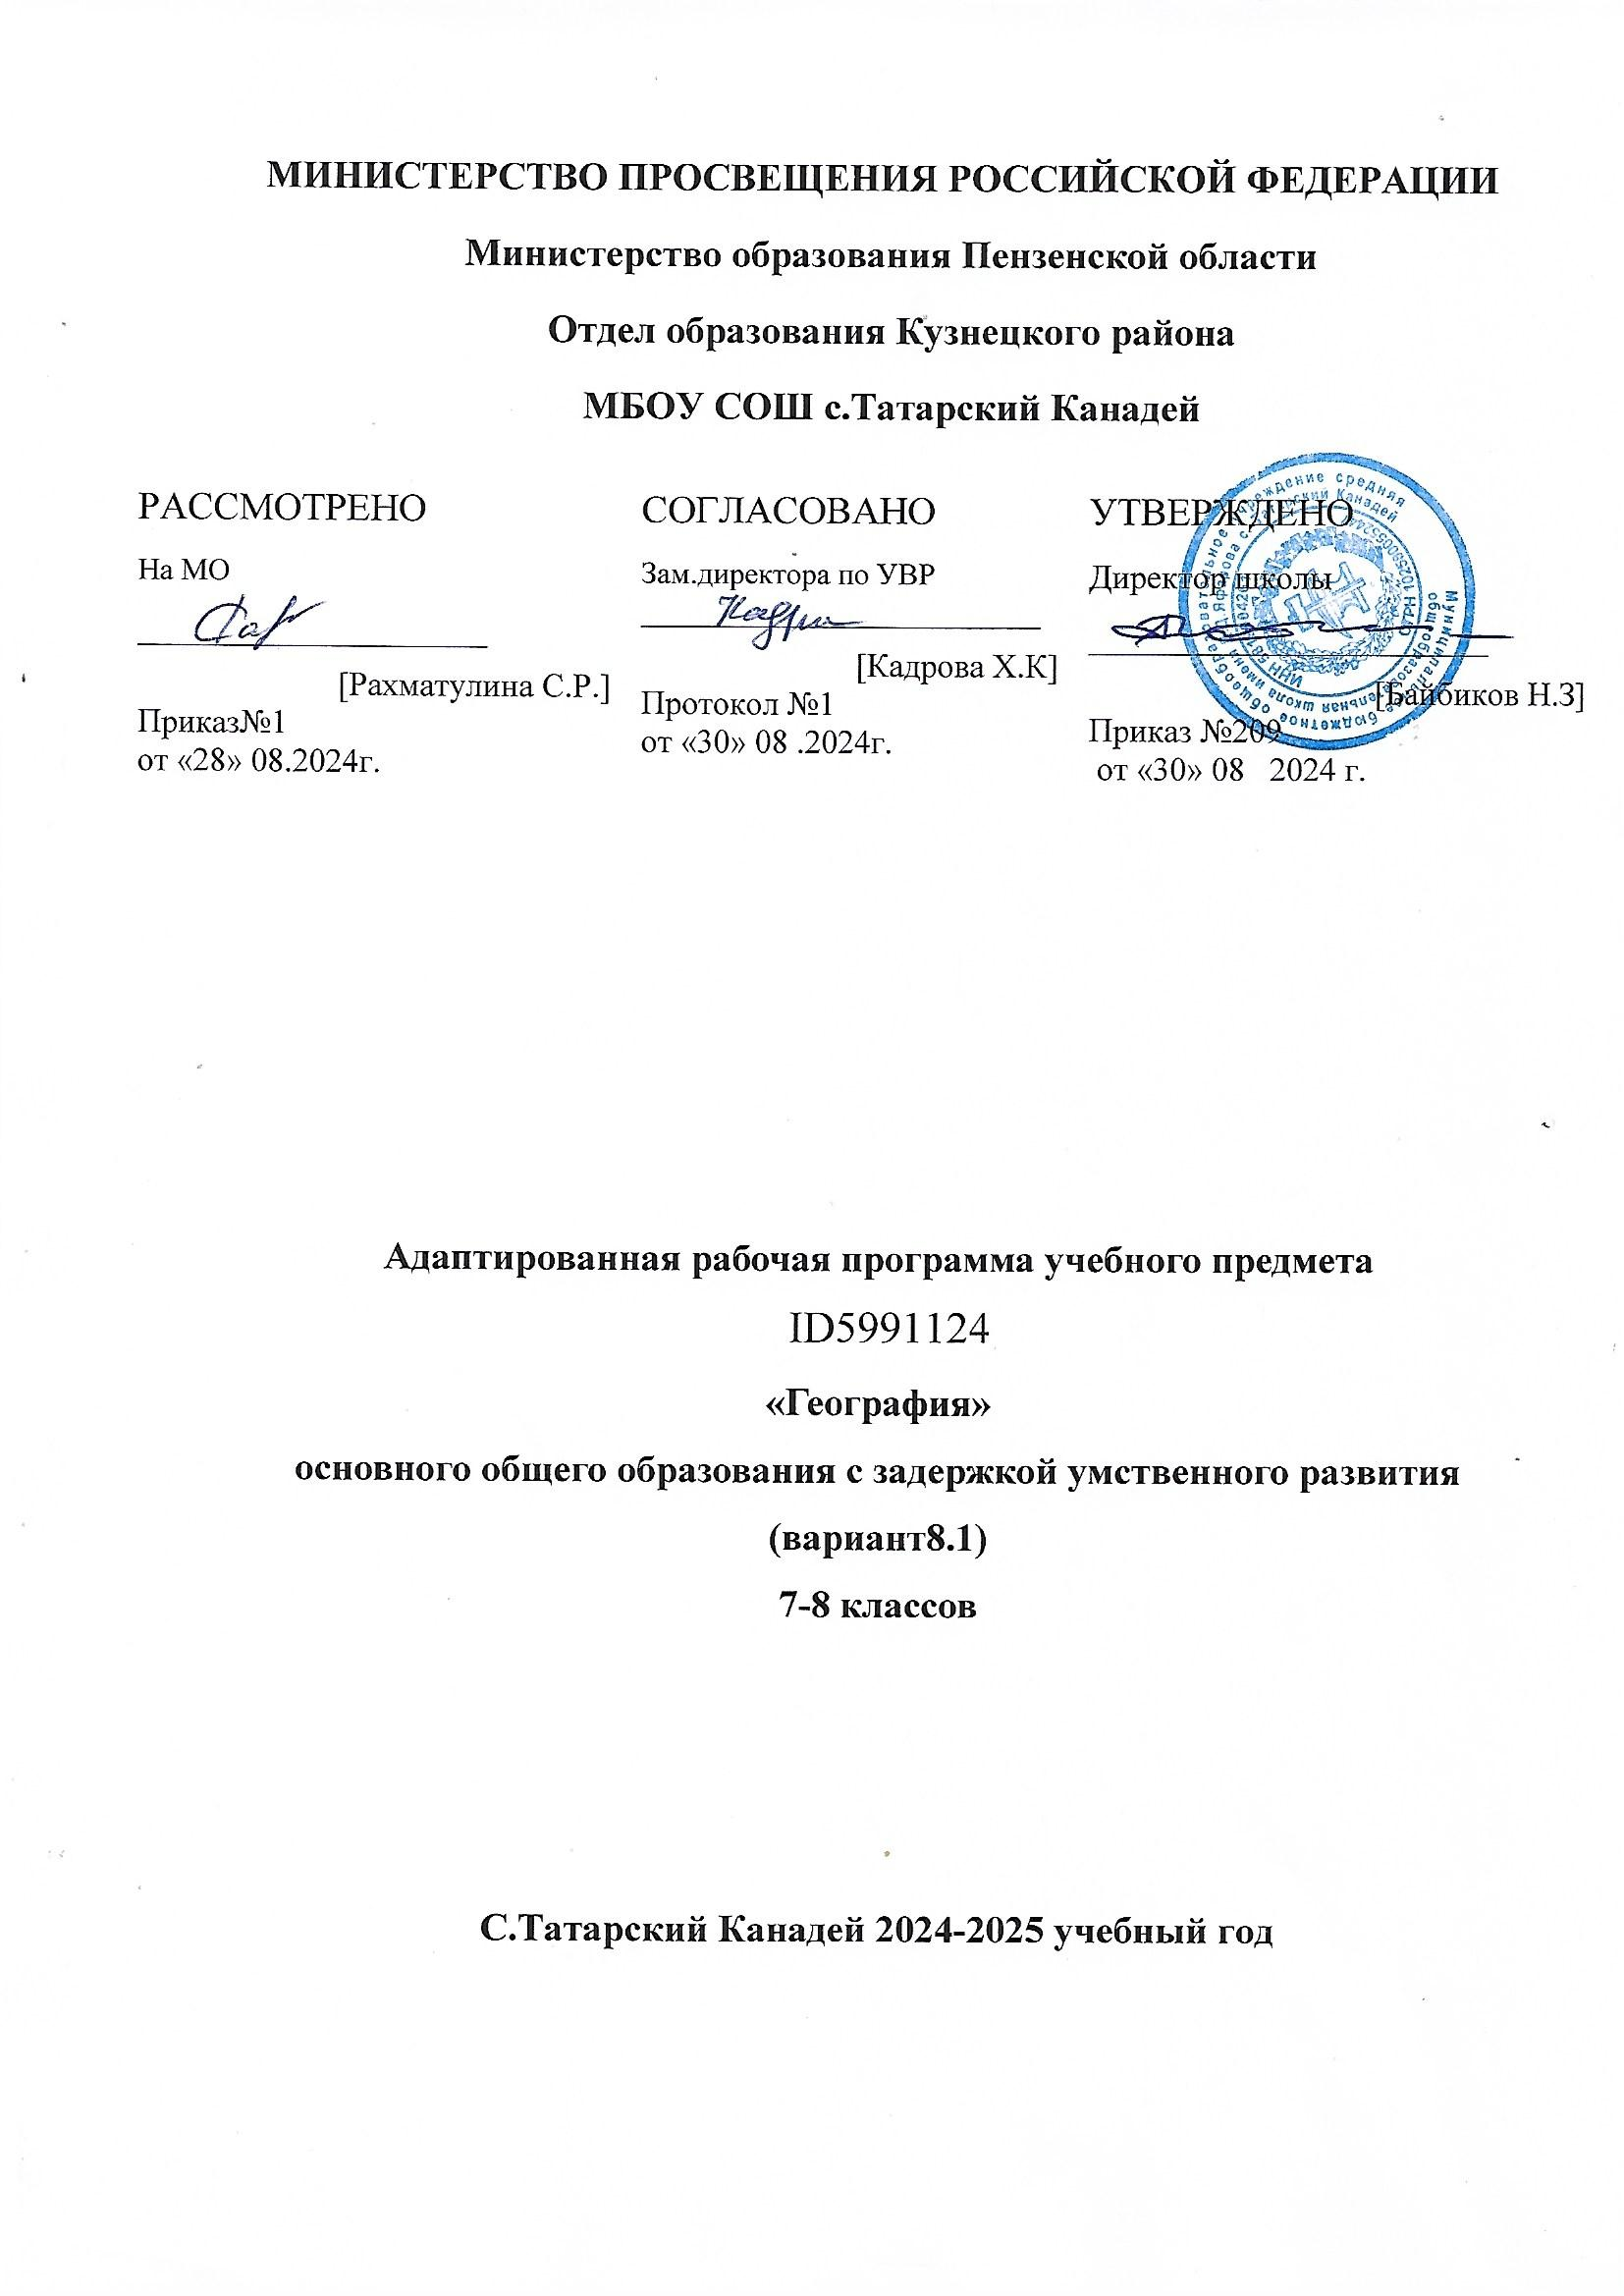 МИНИСТЕРСТВО ПРОСВЕЩЕНИЯ РОССИЙСКОЙ ФЕДЕРАЦИИ
Министерство образования Пензенской области
Отдел образования Кузнецкого района
МБОУ СОШ с.Татарский Канадей
РАССМОТРЕНО
На МО
[Рахматулина С.Р.]
Приказ№1
от «28» 08.2024г.
СОГЛАСОВАНО
Зам.директора по УВР
[Кадрова Х.К]
Протокол №1
от «30» 08 .2024г.
УТВЕРЖДЕНО
Директор школы
[Байбиков Н.З]
Приказ №209
от «30» 08 2024 г.
Адаптированная рабочая программа учебного предмета
ID5991124
«География»
основного общего образования с задержкой умственного развития
(вариант8.1)
7-8 классов
С.Татарский Канадей 2024-2025 учебный год